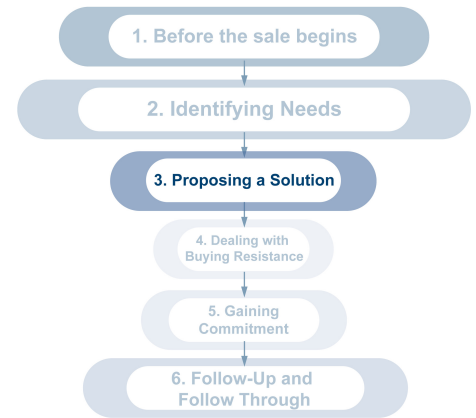 1. Before the sale begins
2. Identifying Needs
3. Proposing a Solution
4. Dealing with
Buying Resistance
5. Gaining
Commitment
6. Follow-Up and
Follow Through